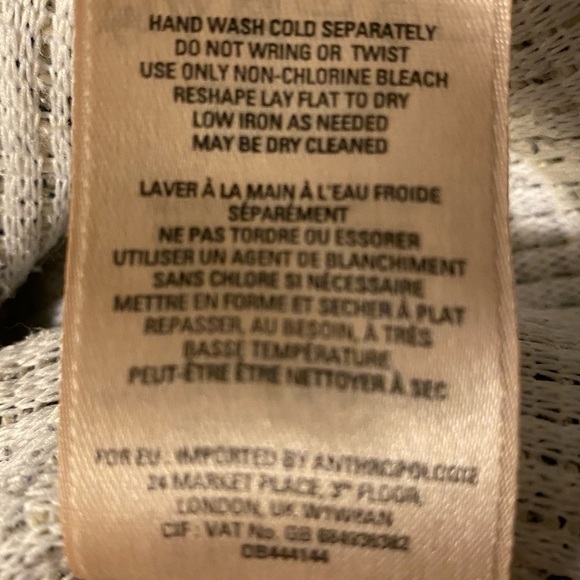 HAND WASH COLD SEPARATELY
DO NOT WRING OR TWIST
USE ONLY NON-CHLORINE BLEACH
RESHAPE LAY FLAT TO DRY
LOW IRON AS NEEDED
MAY BE DRY CLEANED
LAVER À LA MAIN À L'EAU FROIDE
SÉPARÉMENT
NE PAS TORDRE OU ESSORER
UTILISER UN AGENT DE BLANCHIMENT
SANS CHLORE SI NÉCESSAIRE
METTRE EN FORME ET SECHER À PLAT
REPASSER, AU BESOIN, À TRÈS
BASSE TEMPÉRATURE
PEUT-ÊTRE ÊTRE NETTOYER À SEC
FOR EU: IMPORTED BY ANTHROPOLOGIE
24 MARKET PLACE, 3RD FLOOR,
LONDON, UK
CIF: VAT No. GB